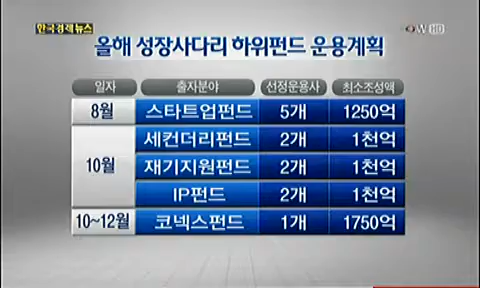 한국경제뉴스
WOW HD
올해 성장사다리 하위펀드 운용계획
일자 출자분야 선정운용사 최소조성액
8월 스타트업펀드 5개 1250억
세컨더리펀드 2개 1천억
10월 재기지원펀드 2개 1천억
IP펀드 2개 1천억
10~12월 코넥스펀드 1개 1750억